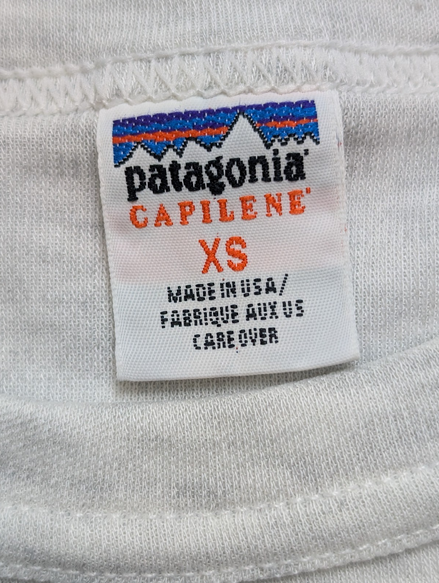 patagonia®
CAPILENE®
XS
MADE IN USA/
FABRIQUE AUX US
CARE OVER